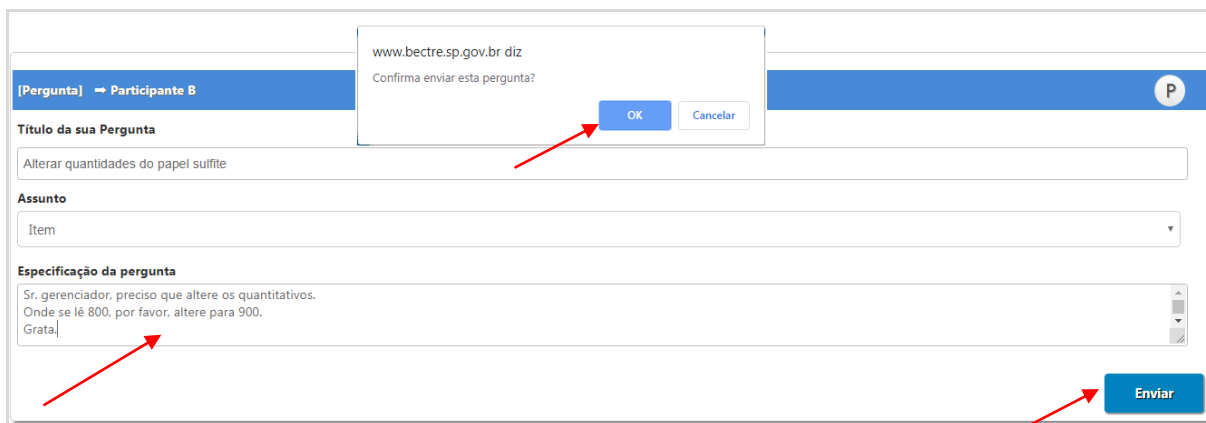 www.bectre.sp.gov.br diz
Confirma enviar esta pergunta?
OK Cancelar
[Pergunta] ➡ Participante B P
Título da sua Pergunta
Alterar quantidades do papel sulfite
Assunto
Item
Especificação da pergunta
Sr. gerenciador, preciso que altere os quantitativos.
Onde se lê 800, por favor, altere para 900.
Grata.
Enviar